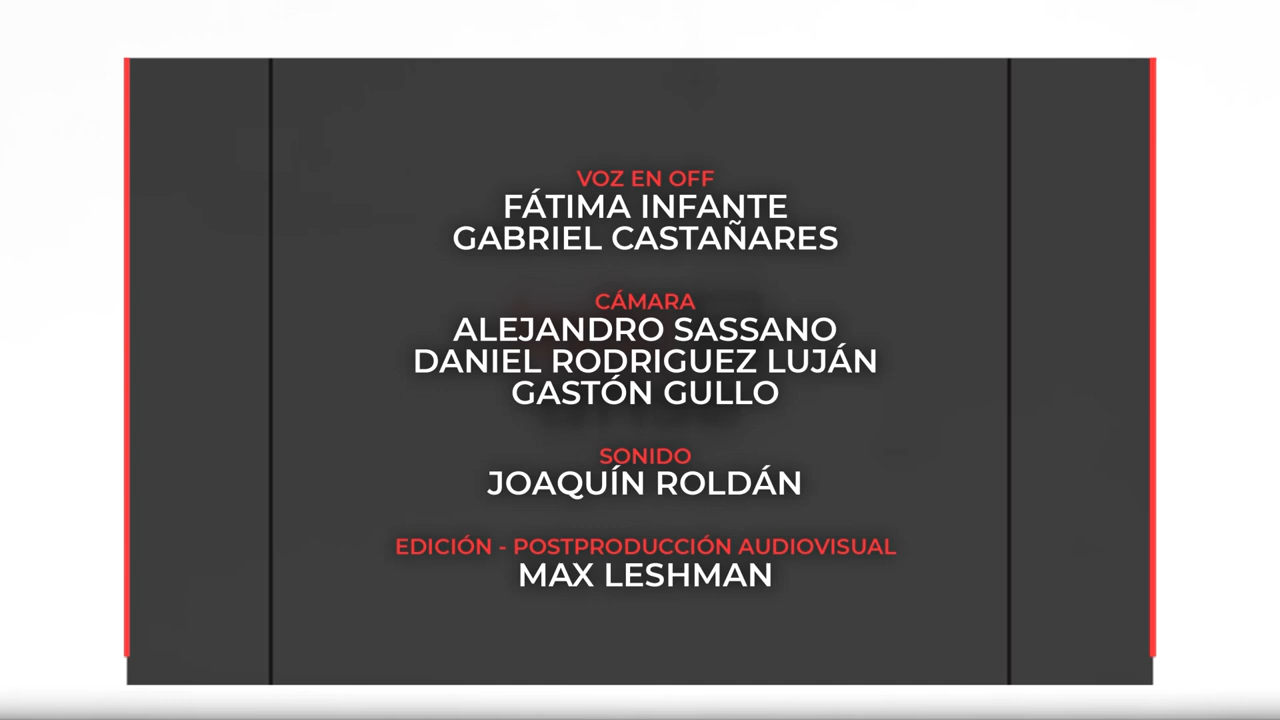 VOZ EN OFF
FÁTIMA INFANTE
GABRIEL CASTAÑARES
CÁMARA
ALEJANDRO SASSANO
DANIEL RODRIGUEZ LUJÁN
GASTÓN GULLO
SONIDO
JOAQUÍN ROLDÁN
EDICIÓN - POSTPRODUCCIÓN AUDIOVISUAL
MAX LESHMAN